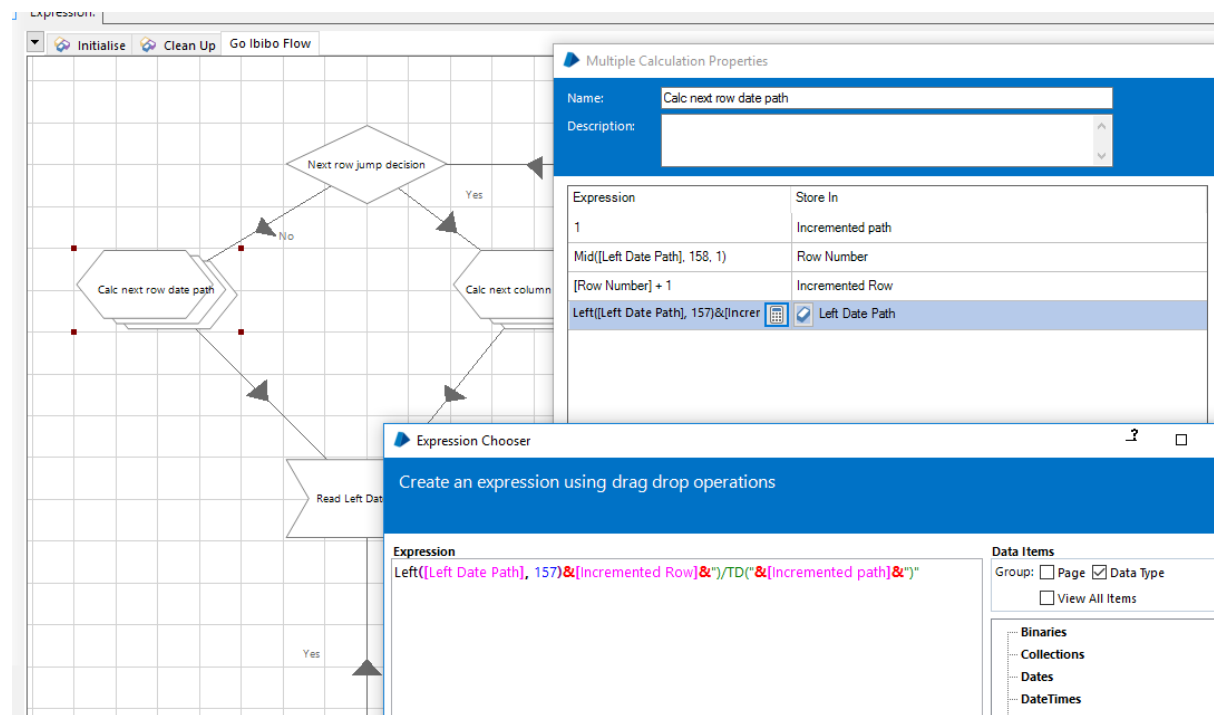 Expression:
Initialise Clean Up Go Ibibo Flow
Next row jump decision
Yes
No
Calc next row date path
Calc next column
Read Left Dat
Yes
Multiple Calculation Properties
Name: Calc next row date path
Description:
Expression Store In
1 Incremented path
Mid([Left Date Path], 158, 1) Row Number
[Row Number] + 1 Incremented Row
Left([Left Date Path], 157)&[Increr Left Date Path
Expression Chooser
Create an expression using drag drop operations
Expression
Left([Left Date Path], 157)&[Incremented Row]&")/TD("&[Incremented path]&")"
Data Items
Group: Page Data Type
View All Items
Binaries
Collections
Dates
DateTimes